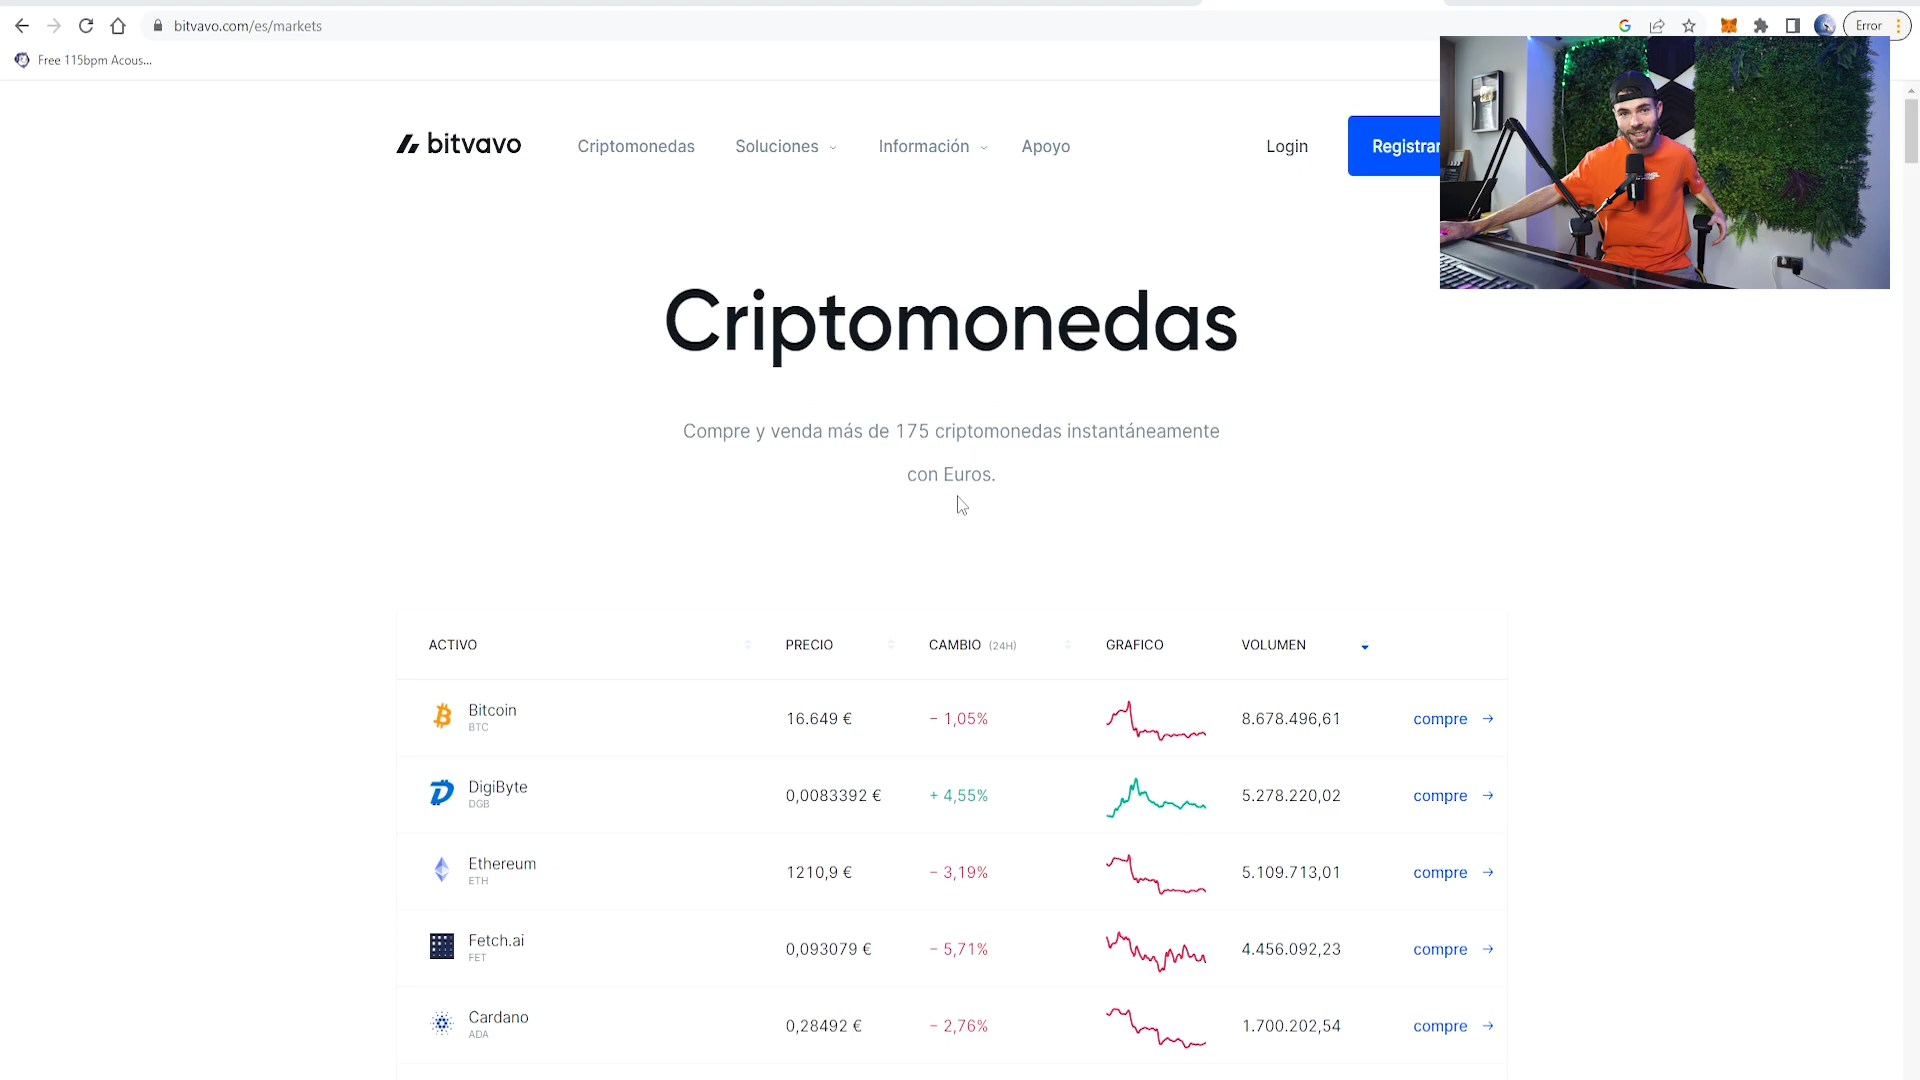 bitvavo.com/es/markets
Error
Free 115bpm Acous...
bitvavo
Criptomonedas
Soluciones
Información
Apoyo
Login
Registrar
Criptomonedas
Compre y venda más de 175 criptomonedas instantáneamente
con Euros.
ACTIVO PRECIO CAMBIO (24H) GRAFICO VOLUMEN
Bitcoin
BTC
16.649 € − 1,05% 8.678.496,61 compre →
DigiByte
DGB
0,0083392 € + 4,55% 5.278.220,02 compre →
Ethereum
ETH
1210,9 € − 3,19% 5.109.713,01 compre →
Fetch.ai
FET
0,093079 € − 5,71% 4.456.092,23 compre →
Cardano
ADA
0,28492 € − 2,76% 1.700.202,54 compre →